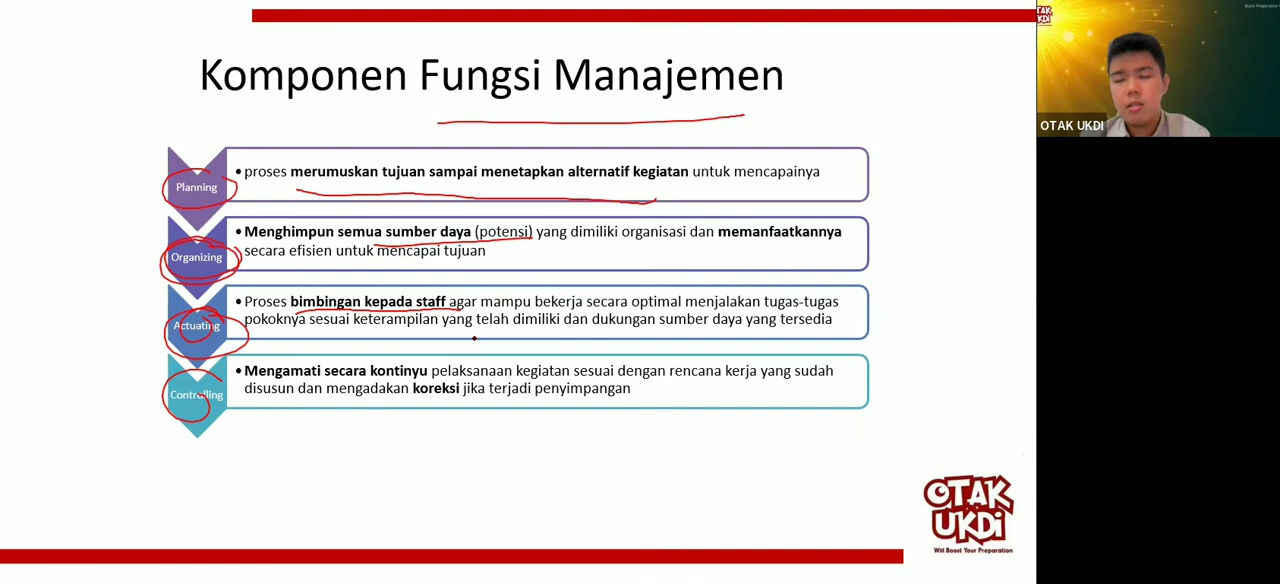 Komponen Fungsi Manajemen
Planning
•proses merumuskan tujuan sampai menetapkan alternatif kegiatan untuk mencapainya
Organizing
•Menghimpun semua sumber daya (potensi) yang dimiliki organisasi dan memanfaatkannya
secara efisien untuk mencapai tujuan
Actuating
•Proses bimbingan kepada staff agar mampu bekerja secara optimal menjalakan tugas-tugas
pokoknya sesuai keterampilan yang telah dimiliki dan dukungan sumber daya yang tersedia
Controlling
•Mengamati secara kontinyu pelaksanaan kegiatan sesuai dengan rencana kerja yang sudah
disusun dan mengadakan koreksi jika terjadi penyimpangan
OTAK
UKDI
Will Boost Your Preparation
OTAK UKDI